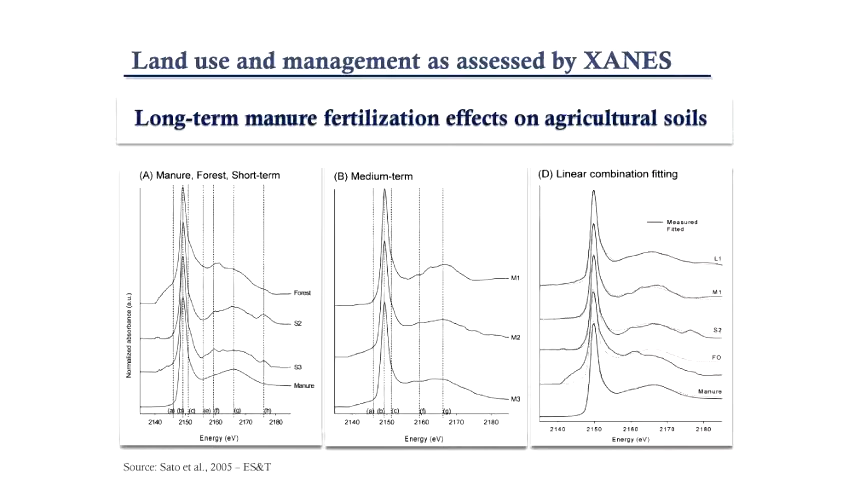 Land use and management as assessed by XANES
Long-term manure fertilization effects on agricultural soils
(A) Manure, Forest, Short-term
Normalized absorbance (a.u.)
Forest
S2
S3
Manure
(a) (b) (c) (e) (f) (g) (h)
2140 2150 2160 2170 2180
Energy (eV)
(B) Medium-term
M1
M2
M3
(a) (b) (c) (f) (g)
2140 2150 2160 2170 2180
Energy (eV)
(D) Linear combination fitting
Measured
Fitted
L1
M1
S2
FO
Manure
2140 2150 2160 2170 2180
Energy (eV)
Source: Sato et al., 2005 – ES&T